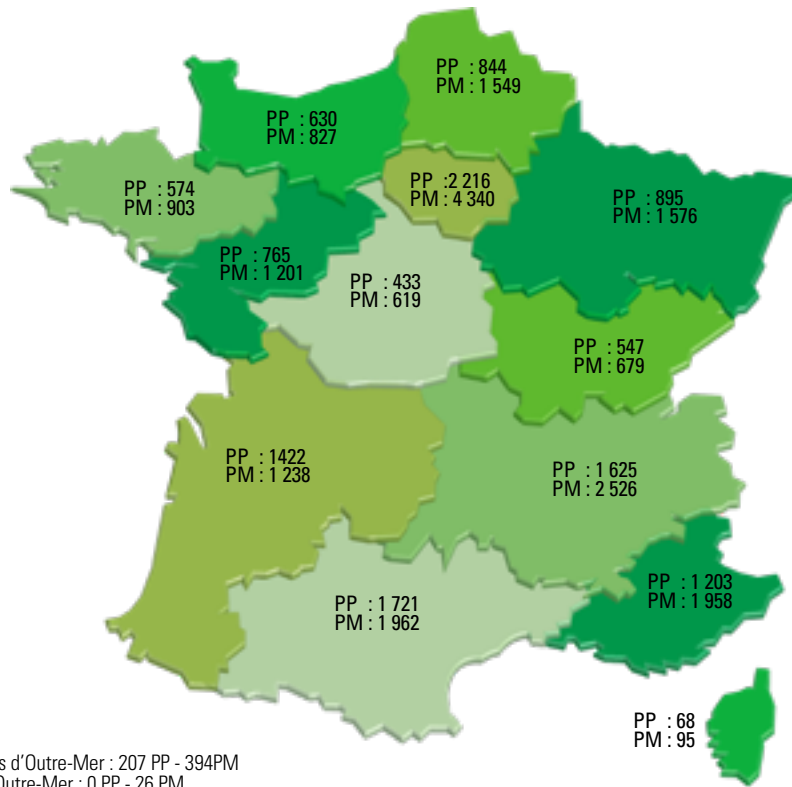 PP : 844
PM : 1 549
PP : 630
PM : 827
PP : 574
PM : 903
PP :2 216
PM : 4 340
PP : 895
PM : 1 576
PP : 765
PM : 1 201
PP : 433
PM : 619
PP : 547
PM : 679
PP : 1422
PM : 1 238
PP : 1 625
PM : 2 526
PP : 1 203
PM : 1 958
PP : 1 721
PM : 1 962
PP : 68
PM : 95
s d'Outre-Mer : 207 PP - 394PM
Outre-Mer : 0 PP - 26 PM